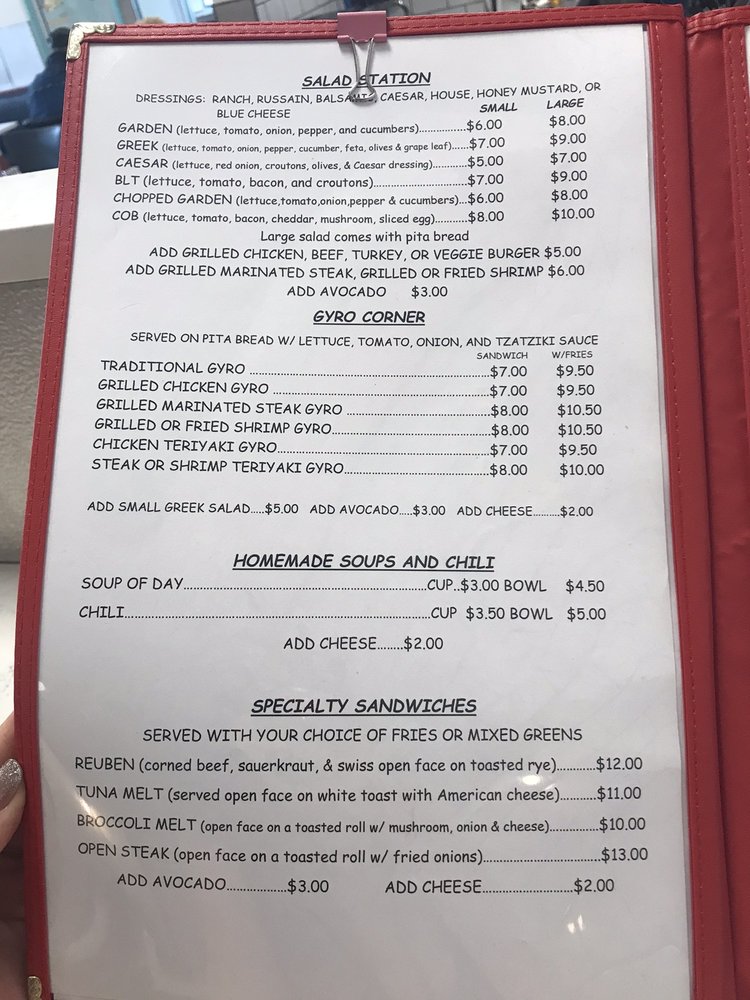 SALAD STATION
DRESSINGS: RANCH, RUSSAIN, BALSAMIC, CAESAR, HOUSE, HONEY MUSTARD, OR
BLUE CHEESE SMALL LARGE
GARDEN (lettuce, tomato, onion, pepper, and cucumbers)...............$6.00 $8.00
GREEK (lettuce, tomato, onion, pepper, cucumber, feta, olives & grape leaf).....$7.00 $9.00
CAESAR (lettuce, red onion, croutons, olives, & Caesar dressing)...........$5.00 $7.00
BLT (lettuce, tomato, bacon, and croutons)............................$7.00 $9.00
CHOPPED GARDEN (lettuce,tomato,onion,pepper & cucumbers)...$6.00 $8.00
COB (lettuce, tomato, bacon, cheddar, mushroom, sliced egg)...........$8.00 $10.00
Large salad comes with pita bread
ADD GRILLED CHICKEN, BEEF, TURKEY, OR VEGGIE BURGER $5.00
ADD GRILLED MARINATED STEAK, GRILLED OR FRIED SHRIMP $6.00
ADD AVOCADO $3.00
GYRO CORNER
SERVED ON PITA BREAD W/ LETTUCE, TOMATO, ONION, AND TZATZIKI SAUCE
SANDWICH W/FRIES
TRADITIONAL GYRO ............................................................$7.00 $9.50
GRILLED CHICKEN GYRO .......................................................$7.00 $9.50
GRILLED MARINATED STEAK GYRO ...................................$8.00 $10.50
GRILLED OR FRIED SHRIMP GYRO.......................................$8.00 $10.50
CHICKEN TERIYAKI GYRO.....................................................$7.00 $9.50
STEAK OR SHRIMP TERIYAKI GYRO....................................$8.00 $10.00
ADD SMALL GREEK SALAD.....$5.00 ADD AVOCADO.....$3.00 ADD CHEESE..........$2.00
HOMEMADE SOUPS AND CHILI
SOUP OF DAY.............................................................CUP..$3.00 BOWL $4.50
CHILI..............................................................................CUP $3.50 BOWL $5.00
ADD CHEESE........$2.00
SPECIALTY SANDWICHES
SERVED WITH YOUR CHOICE OF FRIES OR MIXED GREENS
REUBEN (corned beef, sauerkraut, & swiss open face on toasted rye)...........$12.00
TUNA MELT (served open face on white toast with American cheese)..........$11.00
BROCCOLI MELT (open face on a toasted roll w/ mushroom, onion & cheese)...............$10.00
OPEN STEAK (open face on a toasted roll w/ fried onions)...............................$13.00
ADD AVOCADO..................$3.00 ADD CHEESE...........................$2.00